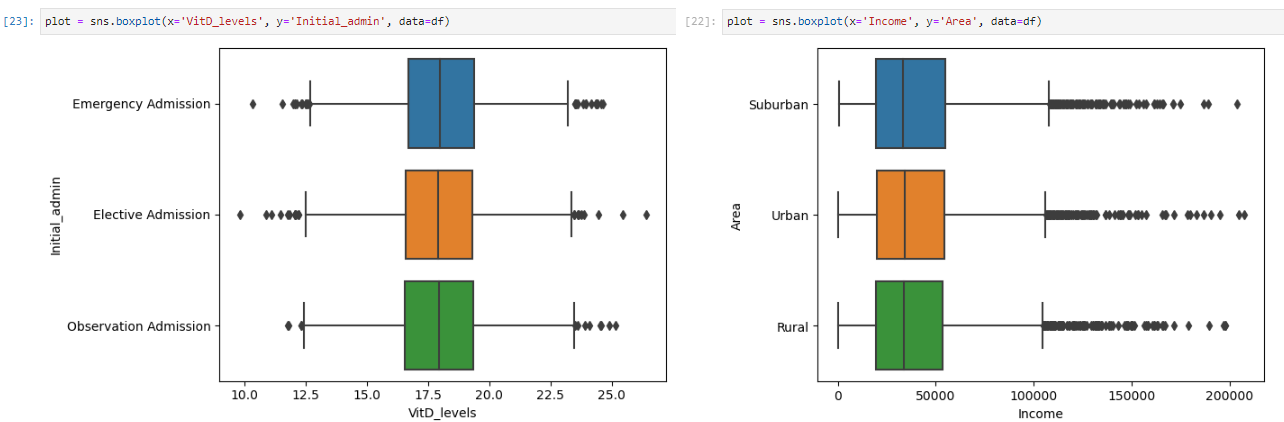 [23]: plot = sns.boxplot(x='VitD_levels', y='Initial_admin', data=df)
Initial_admin
Emergency Admission
Elective Admission
Observation Admission
10.0 12.5 15.0 17.5 20.0 22.5 25.0
VitD_levels
[22]: plot = sns.boxplot(x='Income', y='Area', data=df)
Area
Suburban
Urban
Rural
0 50000 100000 150000 200000
Income